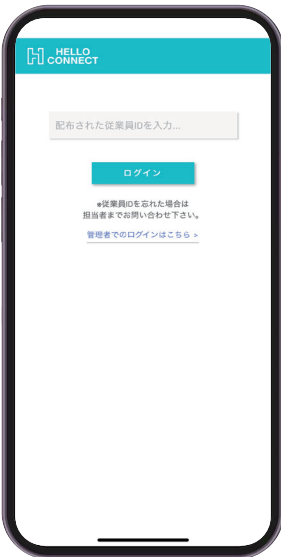 HELLO
CONNECT
配布された従業員IDを入力...
ログイン
※従業員IDを忘れた場合は
担当者までお問い合わせ下さい。
管理者でのログインはこちら >